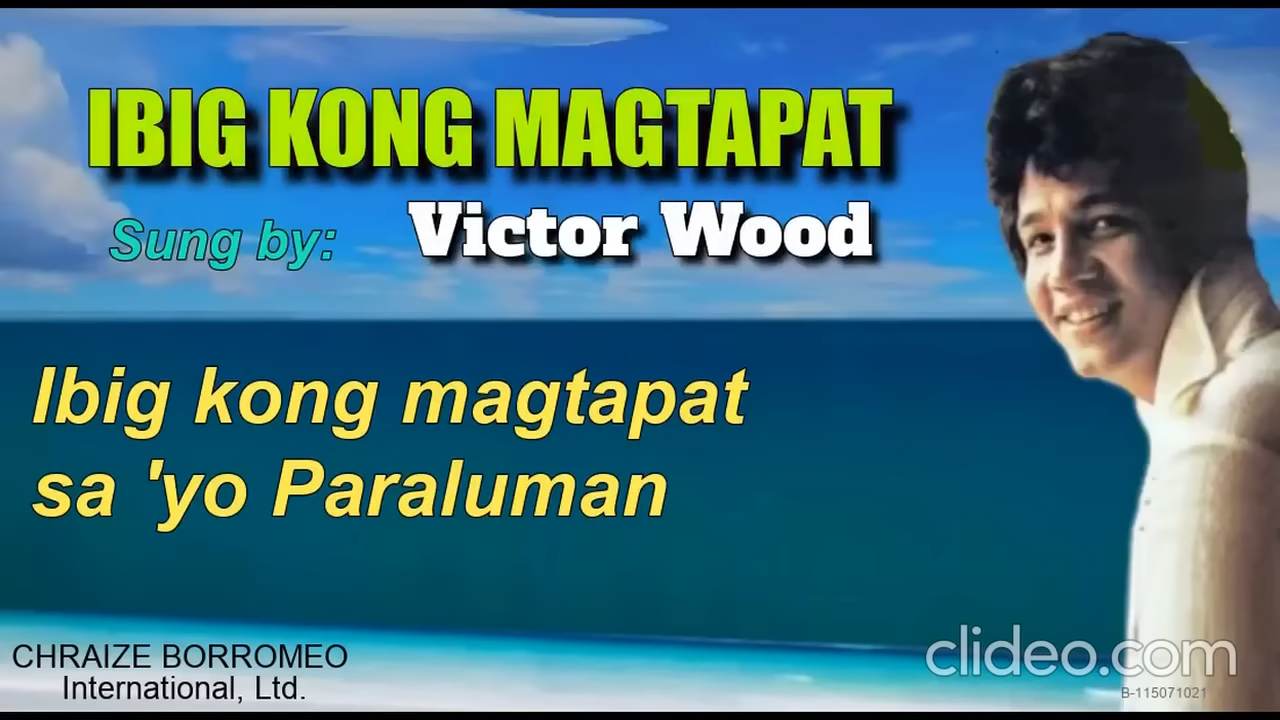 IBIG KONG MAGTAPAT
Sung by: Victor Wood
Ibig kong magtapat
sa 'yo Paraluman
CHRAIZE BORROMEO
International, Ltd.
clideo.com
B-115071021